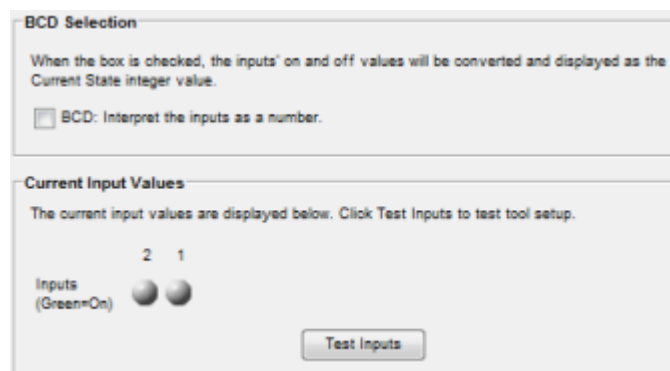 BCD Selection
When the box is checked, the inputs' on and off values will be converted and displayed as the
Current State integer value.
BCD: Interpret the inputs as a number.
Current Input Values
The current input values are displayed below. Click Test Inputs to test tool setup.
2 1
Inputs
(Green=On)
Test Inputs